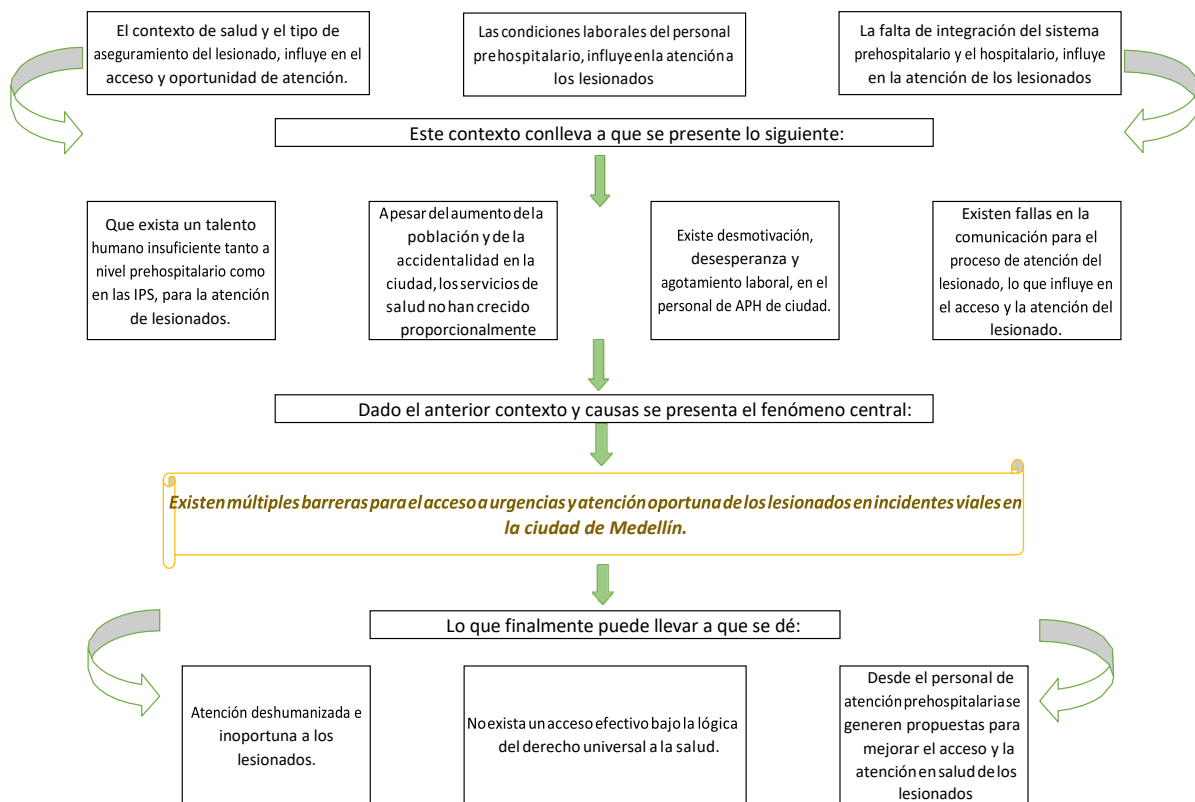 El contexto de salud y el tipo de
aseguramiento del lesionado, influye en el
acceso y oportunidad de atención.
Las condiciones laborales del personal
prehospitalario, influye en la atención a
los lesionados
La falta de integración del sistema
prehospitalario y el hospitalario, influye
en la atención de los lesionados
Este contexto conlleva a que se presente lo siguiente:
Que exista un talento
humano insuficiente tanto a
nivel prehospitalario como
en las IPS, para la atención
de lesionados.
A pesar del aumento de la
población y de la
accidentalidad en la
ciudad, los servicios de
salud no han crecido
proporcionalmente
Existe desmotivación,
desesperanza y
agotamiento laboral, en el
personal de APH de ciudad.
Existen fallas en la
comunicación para el
proceso de atención del
lesionado, lo que influye en
el acceso y la atención del
lesionado.
Dado el anterior contexto y causas se presenta el fenómeno central:
Existen múltiples barreras para el acceso a urgencias y atención oportuna de los lesionados en incidentes viales en
la ciudad de Medellín.
Lo que finalmente puede llevar a que se dé:
Atención deshumanizada e
inoportuna a los
lesionados.
No exista un acceso efectivo bajo la lógica
del derecho universal a la salud.
Desde el personal de
atención prehospitalaria se
generen propuestas para
mejorar el acceso y la
atención en salud de los
lesionados